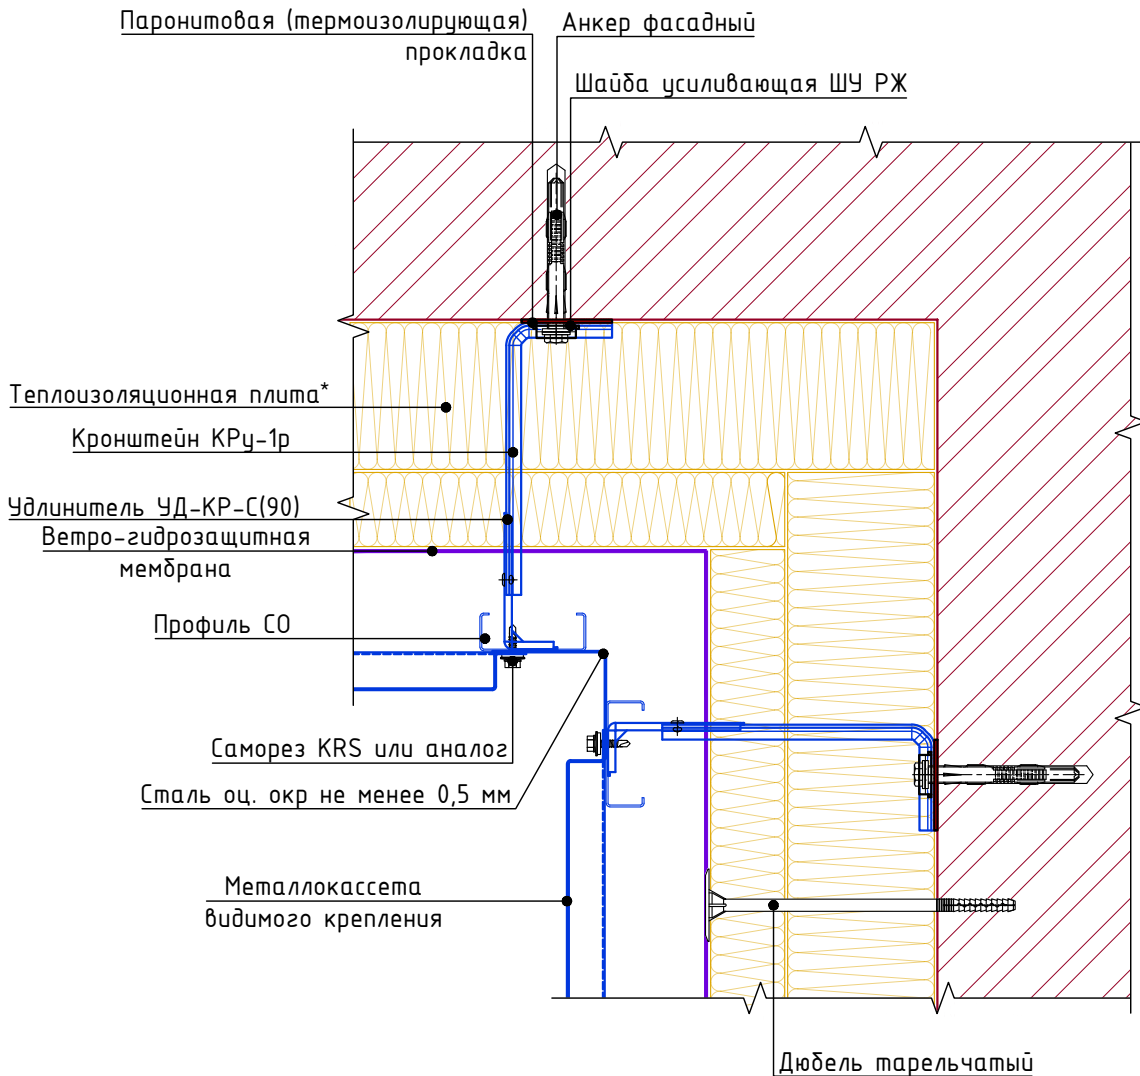 Паронитовая (термоизолирующая)
прокладка
Анкер фасадный
Шайба усиливающая ШУ РЖ
Теплоизоляционная плита*
Кронштейн КРу-1р
Удлинитель УД-КР-С(90)
Ветро-гидрозащитная
мембрана
Профиль СО
Саморез KRS или аналог
Сталь оц. окр не менее 0,5 мм
Металлокассета
видимого крепления
Дюбель тарельчатый